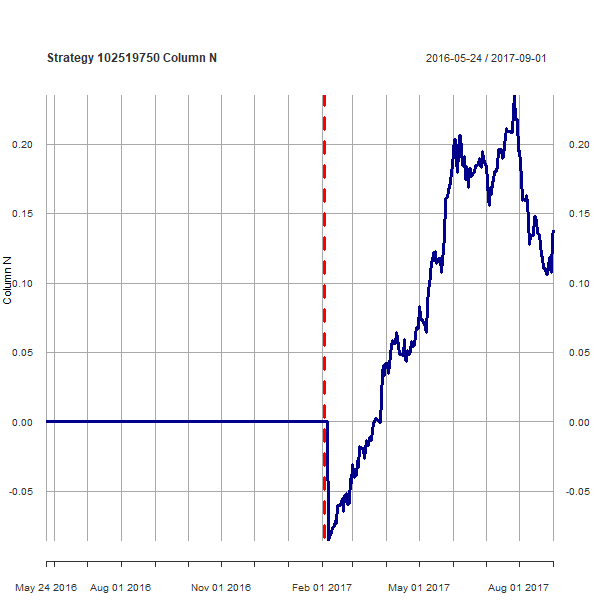 Strategy 102519750 Column N
2016-05-24 / 2017-09-01
0.20
0.20
0.15
0.15
0.10
0.10
Column N
0.05
0.05
0.00
0.00
-0.05
-0.05
May 24 2016
Aug 01 2016
Nov 01 2016
Feb 01 2017
May 01 2017
Aug 01 2017